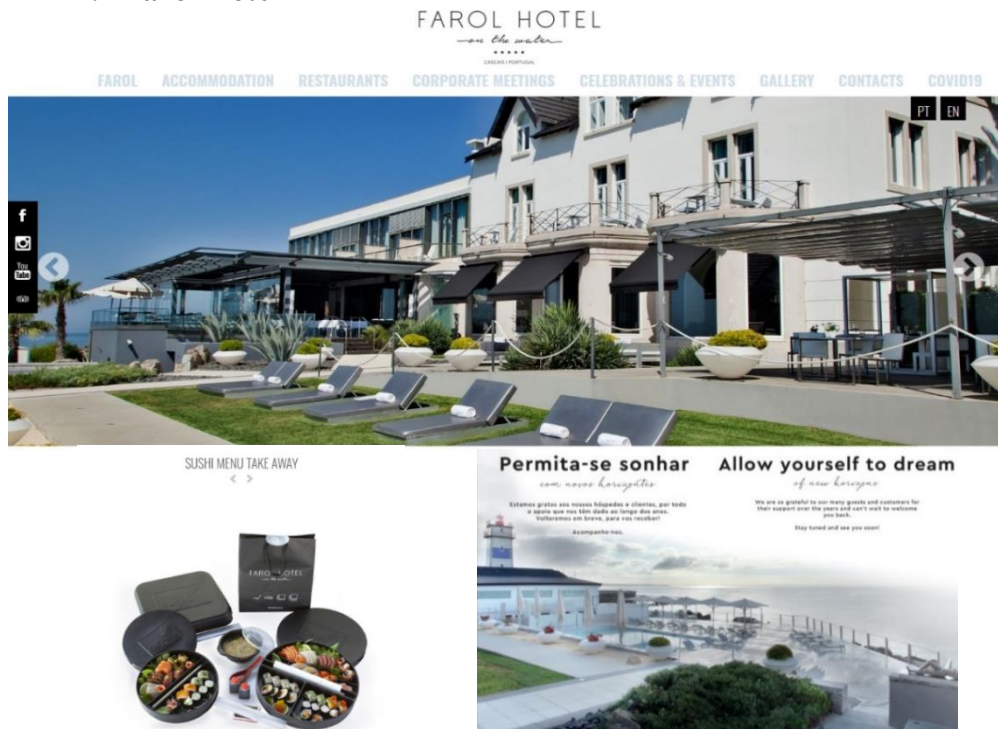 FAROL HOTEL
on the water
CASCAIS | PORTUGAL
FAROL ACCOMMODATION RESTAURANTS CORPORATE MEETINGS CELEBRATIONS & EVENTS GALLERY CONTACTS COVID19
PT EN
f
You
Tube
SUSHI MENU TAKE AWAY
FAROL HOTEL
Permita-se sonhar
com novos horizontes
Estamos gratos aos nossos hóspedes e clientes, por todo
o apoio que nos têm dado ao longo dos anos.
Voltaremos em breve, para vos receber!
Acompanhe-nos.
Allow yourself to dream
of new horizons
We are so grateful to our many guests and customers for
their support over the years and can't wait to welcome
you back.
Stay tuned and see you soon!